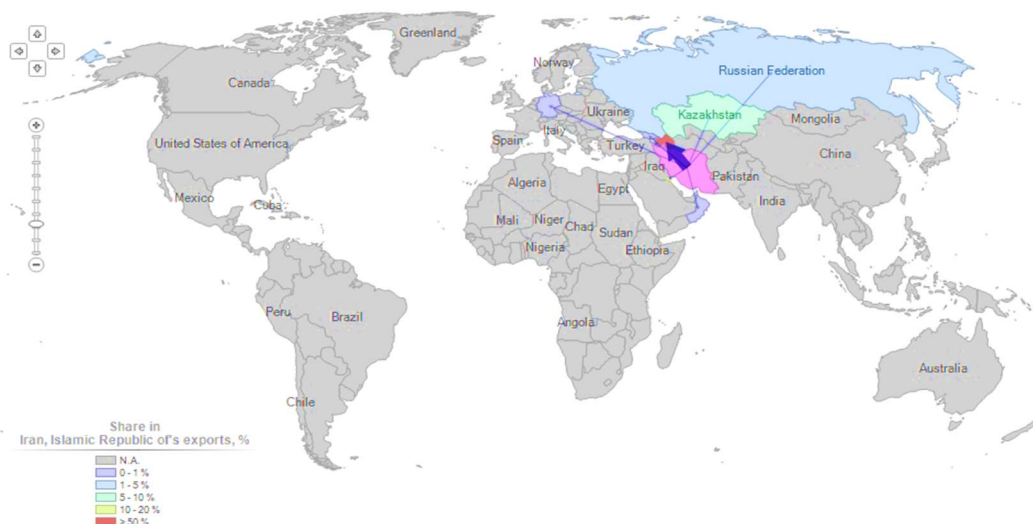 Greenland
Norway
Russian Federation
Canada
Ukraine
Kazakhstan
Mongolia
United States of America
Spain
Italy
Turkey
China
Iraq
Pakistan
Mexico
Cuba
Algeria
Egypt
India
Mali
Niger
Chad
Sudan
Nigeria
Ethiopia
Peru
Brazil
Angola
Australia
Chile
Share in
Iran, Islamic Republic of's exports, %
N.A.
0 - 1 %
1 - 5 %
5 - 10 %
10 - 20 %
> 50 %